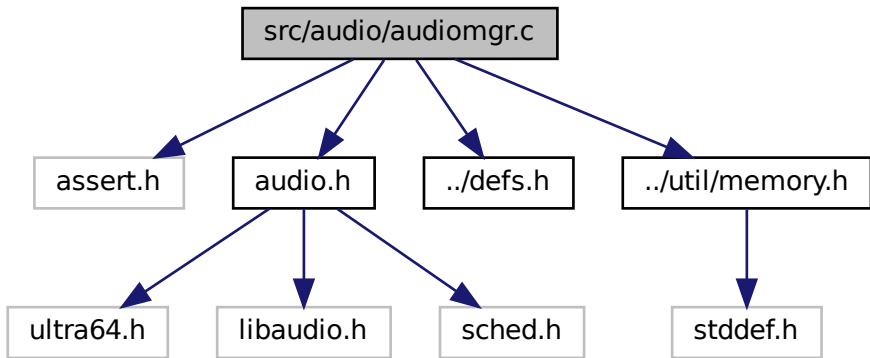 src/audio/audiomgr.c
assert.h
audio.h
../defs.h
../util/memory.h
ultra64.h
libaudio.h
sched.h
stddef.h